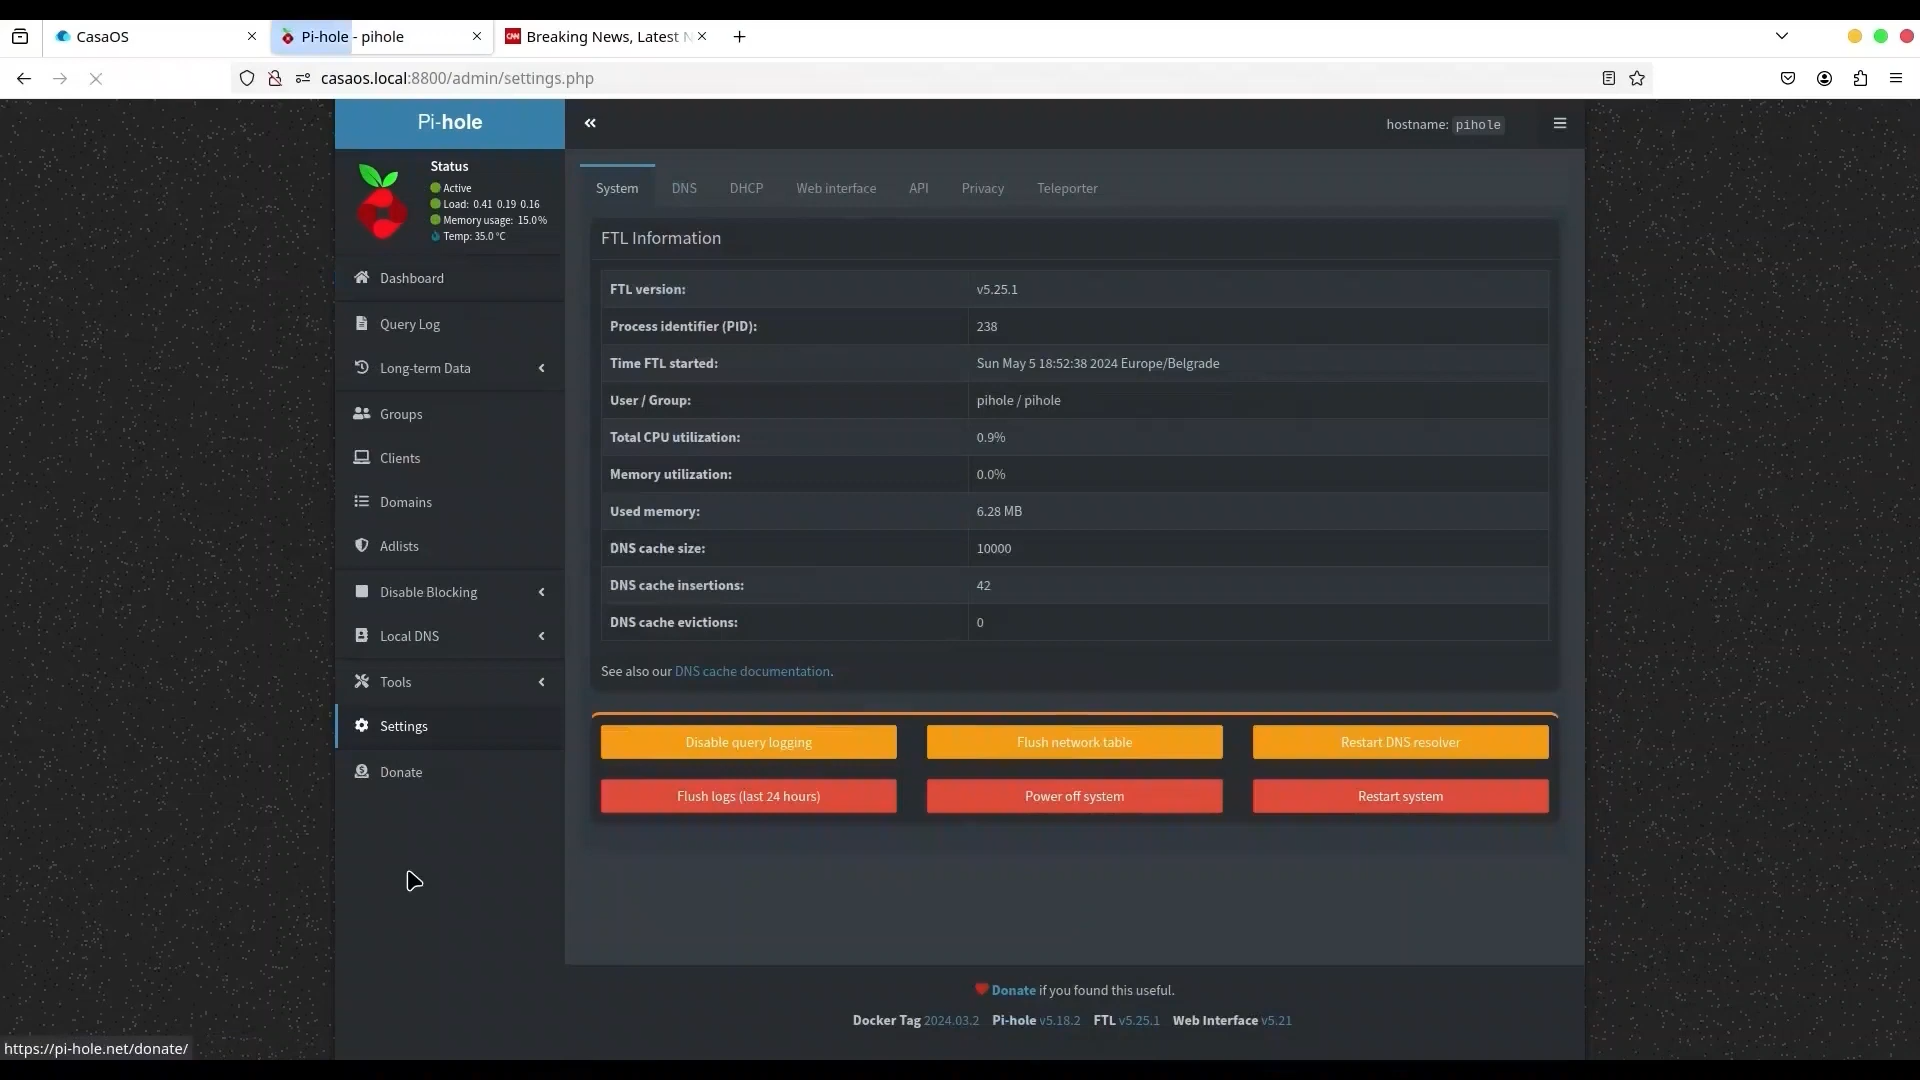 CasaOS
Pi-hole - pihole
CNN Breaking News, Latest N
casaos.local:8800/admin/settings.php
Pi-hole
hostname: pihole
Status
Active
Load: 0.41 0.19 0.16
Memory usage: 15.0%
Temp: 35.0 °C
Dashboard
Query Log
Long-term Data
Groups
Clients
Domains
Adlists
Disable Blocking
Local DNS
Tools
Settings
Donate
System DNS DHCP Web interface API Privacy Teleporter
FTL Information
FTL version: v5.25.1
Process identifier (PID): 238
Time FTL started: Sun May 5 18:52:38 2024 Europe/Belgrade
User / Group: pihole / pihole
Total CPU utilization: 0.9%
Memory utilization: 0.0%
Used memory: 6.28 MB
DNS cache size: 10000
DNS cache insertions: 42
DNS cache evictions: 0
See also our DNS cache documentation.
Disable query logging Flush network table Restart DNS resolver
Flush logs (last 24 hours) Power off system Restart system
Donate if you found this useful.
Docker Tag 2024.03.2 Pi-hole v5.18.2 FTL v5.25.1 Web Interface v5.21
https://pi-hole.net/donate/